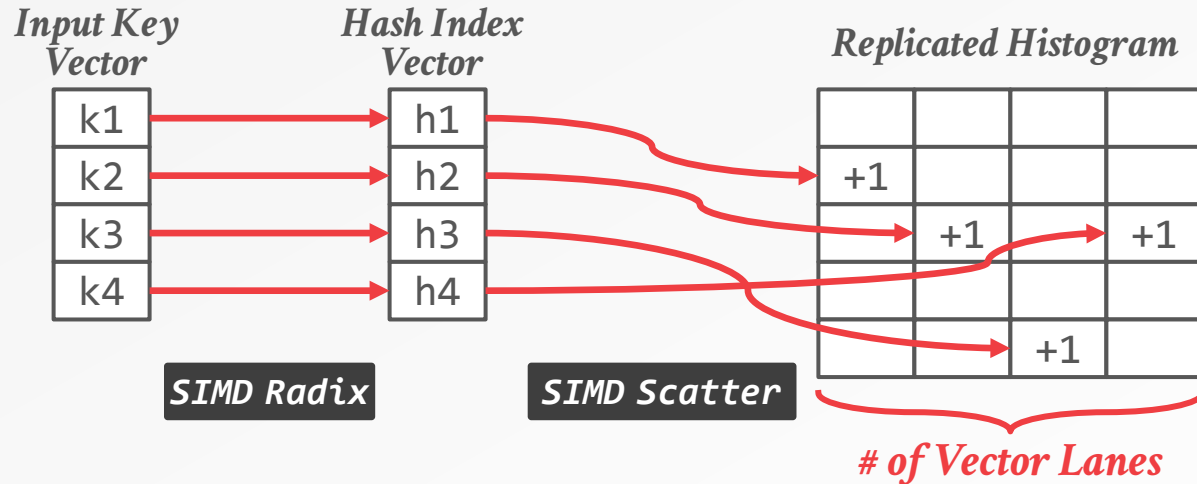 Input Key
Vector
Hash Index
Vector
Replicated Histogram
k1
k2
k3
k4
h1
h2
h3
h4
+1
+1
+1
+1
SIMD Radix
SIMD Scatter
# of Vector Lanes